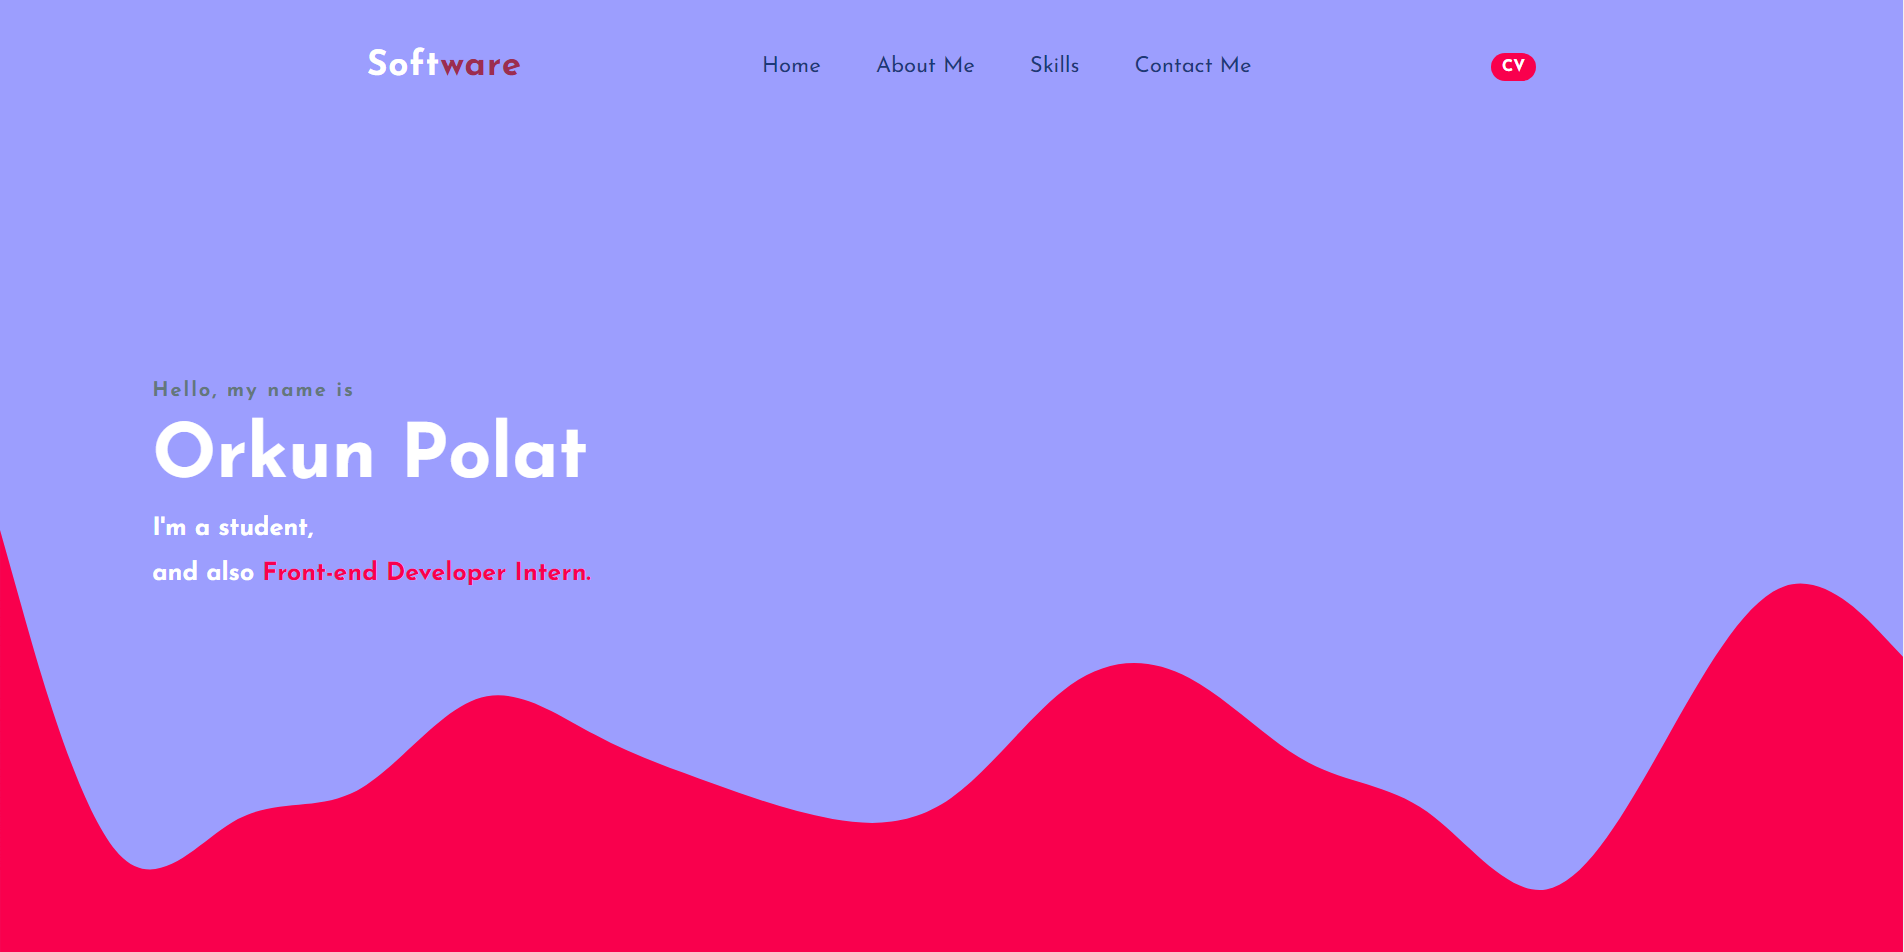 Software
Home About Me Skills Contact Me
CV
Hello, my name is
Orkun Polat
I'm a student,
and also Front-end Developer Intern.